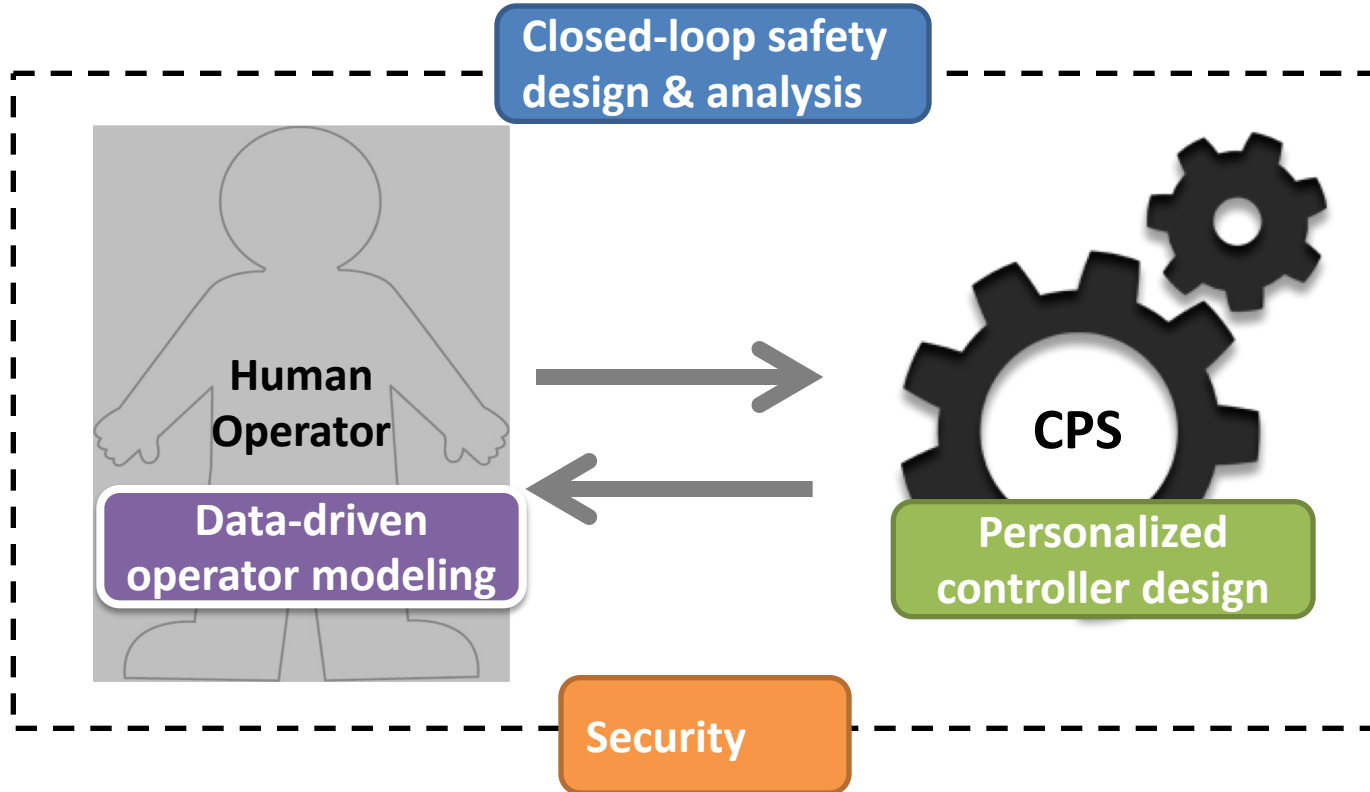 Closed-loop safety
design & analysis
Human
Operator
CPS
Data-driven
operator modeling
Personalized
controller design
Security